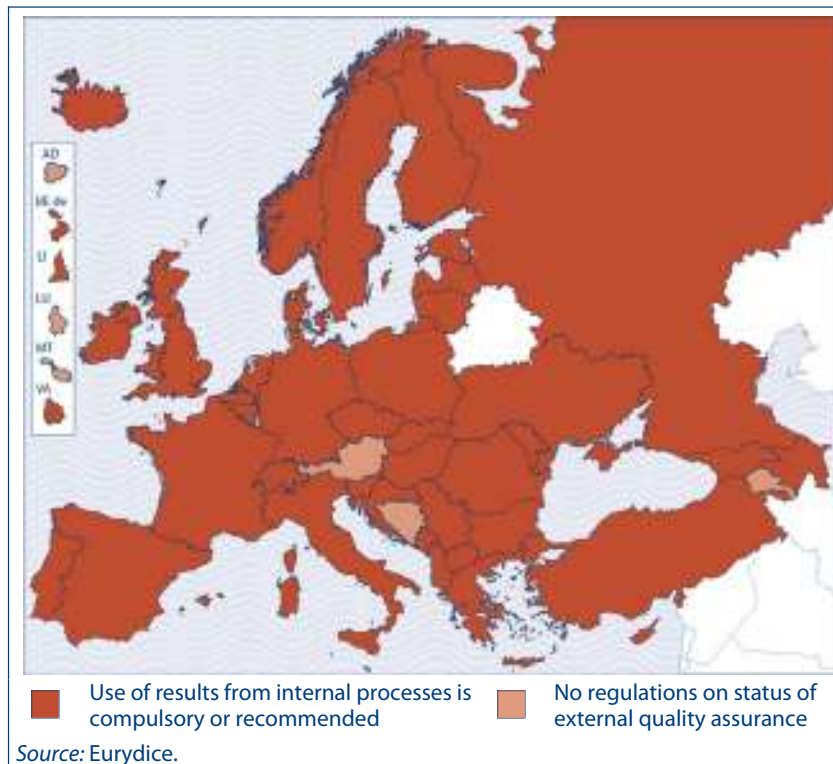 AD
BE de
LI
LU
MT
VA
Use of results from internal processes is
compulsory or recommended
No regulations on status of
external quality assurance
Source: Eurydice.